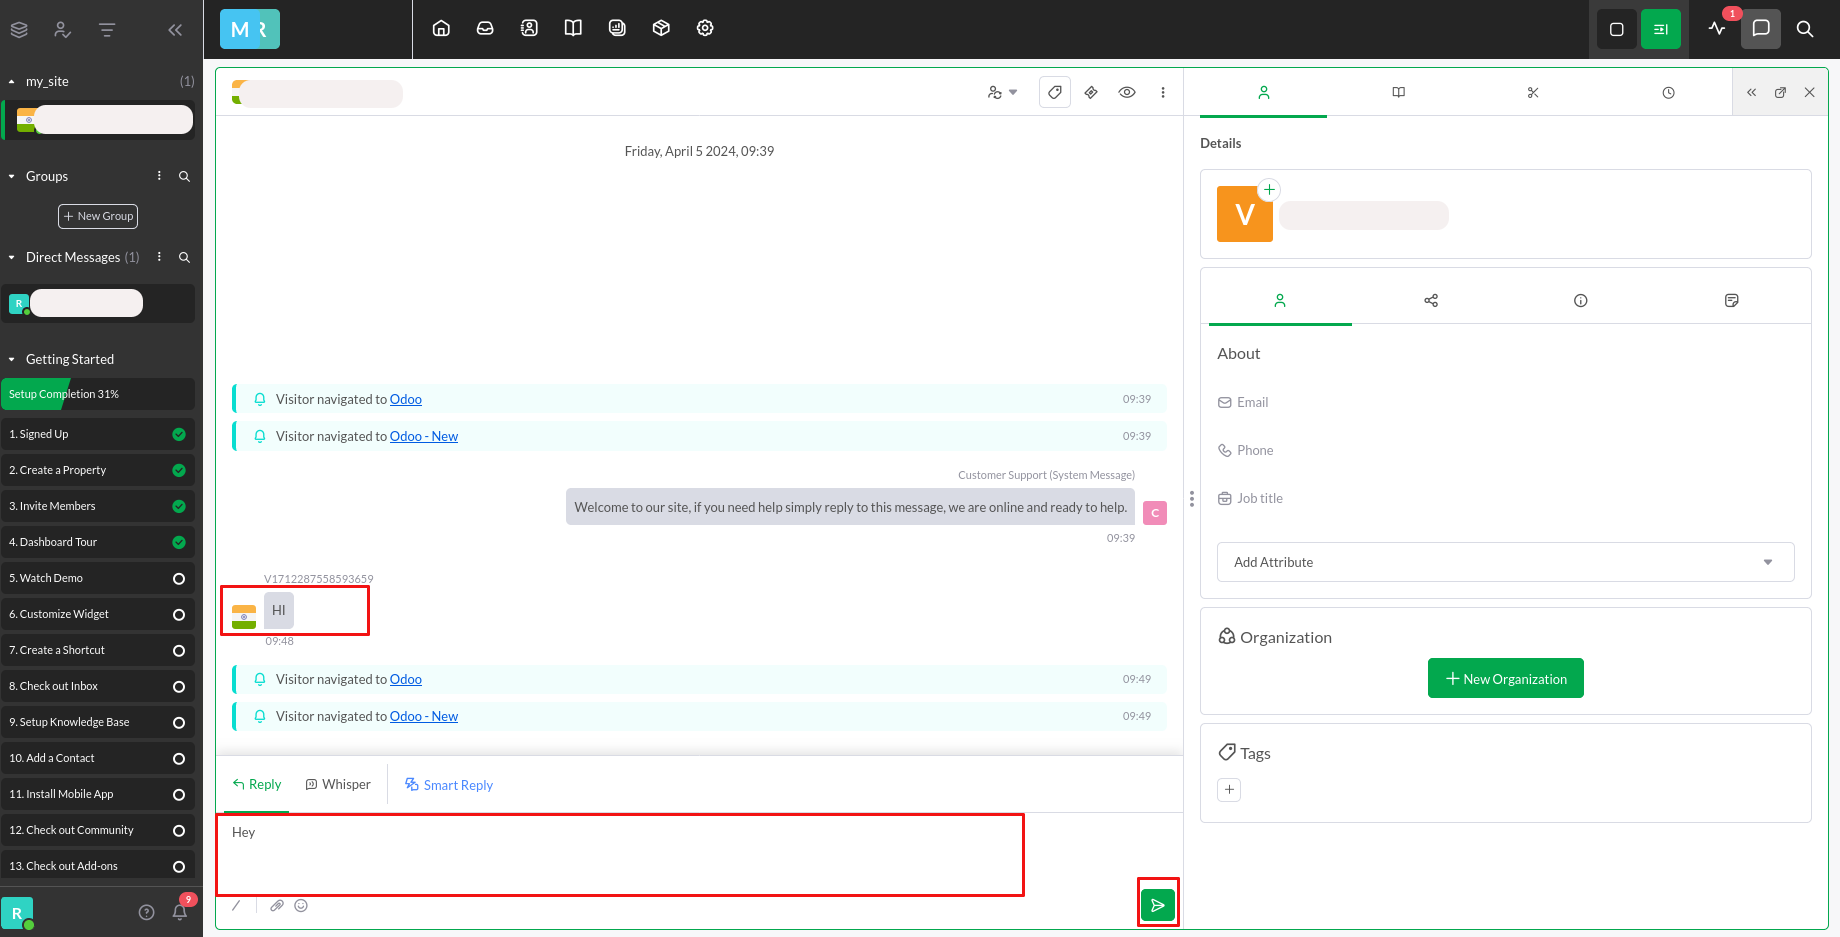 MR
1
my_site (1)
Groups
+ New Group
Direct Messages (1)
R
Getting Started
Setup Completion 31%
1. Signed Up
2. Create a Property
3. Invite Members
4. Dashboard Tour
5. Watch Demo
6. Customize Widget
7. Create a Shortcut
8. Check out Inbox
9. Setup Knowledge Base
10. Add a Contact
11. Install Mobile App
12. Check out Community
13. Check out Add-ons
R
9
Friday, April 5 2024, 09:39
Visitor navigated to Odoo 09:39
Visitor navigated to Odoo - New 09:39
Customer Support (System Message)
Welcome to our site, if you need help simply reply to this message, we are online and ready to help.
C
09:39
V1712287558593659
HI
09:48
Visitor navigated to Odoo 09:49
Visitor navigated to Odoo - New 09:49
Reply Whisper Smart Reply
Hey
Details
V
About
Email
Phone
Job title
Add Attribute
Organization
+ New Organization
Tags